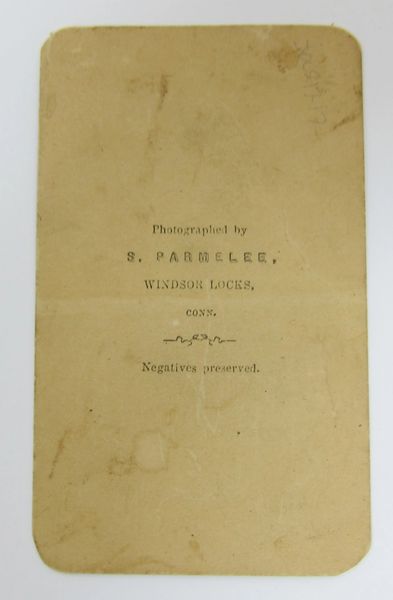 Photographed by
S. PARMELEE,
WINDSOR LOCKS,
CONN.
Negatives preserved.